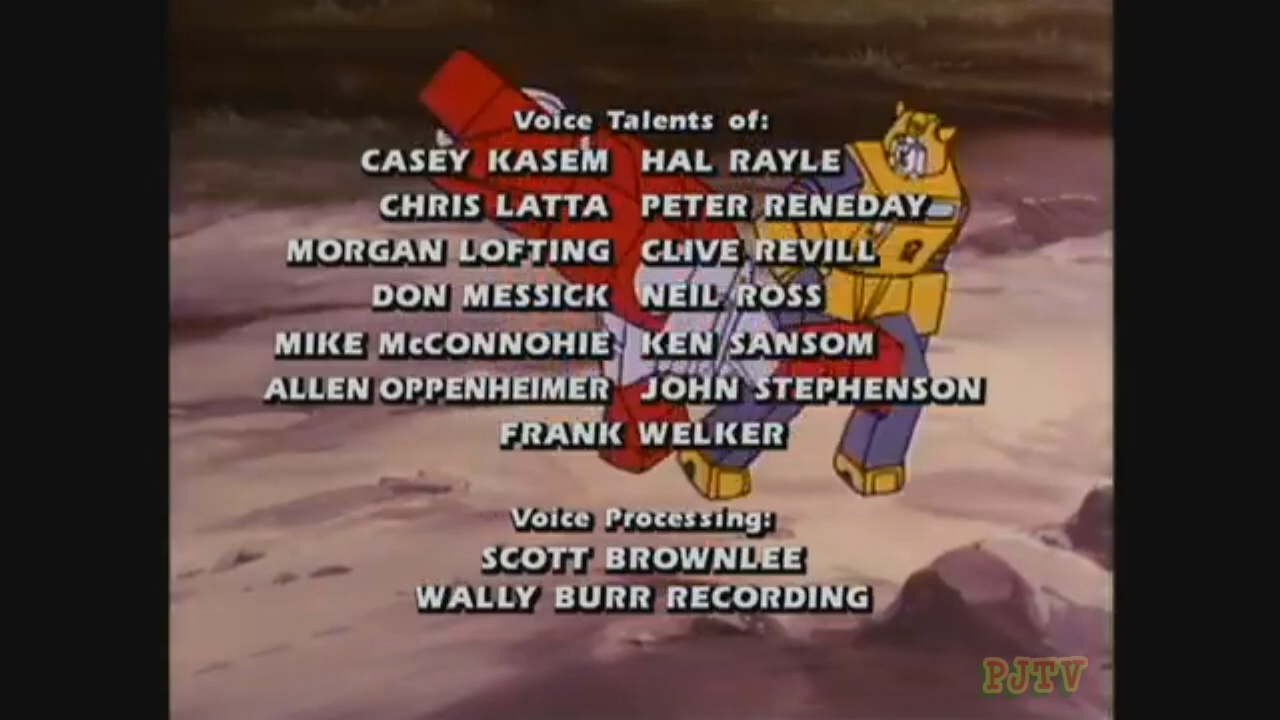 Voice Talents of:
CASEY KASEM HAL RAYLE
CHRIS LATTA PETER RENEDAY
MORGAN LOFTING CLIVE REVILL
DON MESSICK NEIL ROSS
MIKE McCONNOHIE KEN SANSOM
ALLEN OPPENHEIMER JOHN STEPHENSON
FRANK WELKER
Voice Processing:
SCOTT BROWNLEE
WALLY BURR RECORDING
PJTV